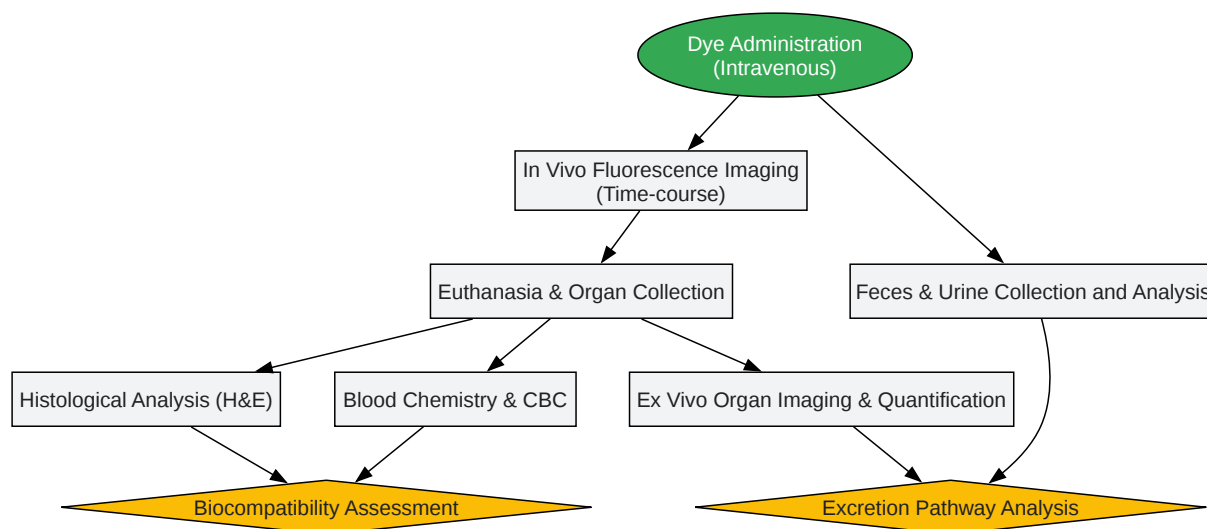 Dye Administration
(Intravenous)
In Vivo Fluorescence Imaging
(Time-course)
Euthanasia & Organ Collection
Feces & Urine Collection and Analysis
Histological Analysis (H&E)
Blood Chemistry & CBC
Ex Vivo Organ Imaging & Quantification
Biocompatibility Assessment
Excretion Pathway Analysis